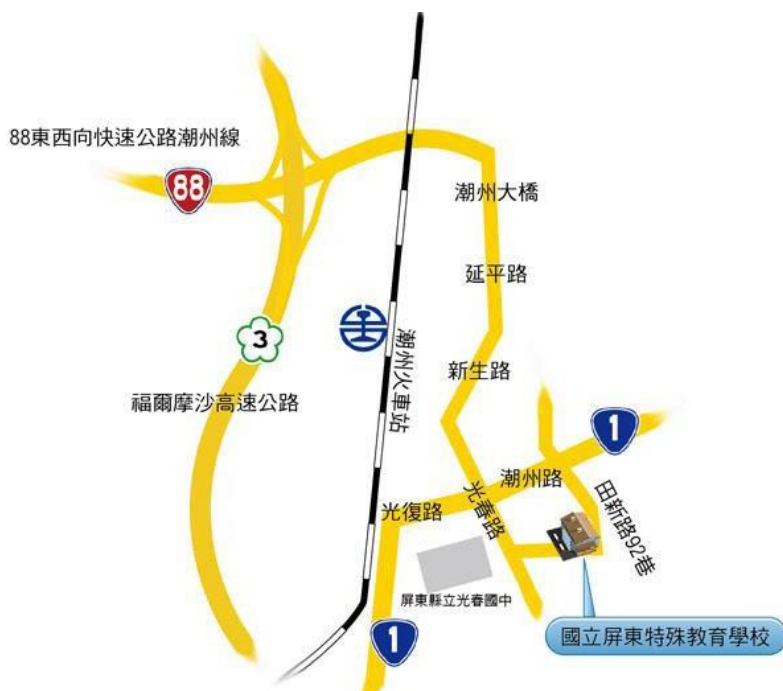 88東西向快速公路潮州線
88
潮州大橋
延平路
3
潮州火車站
福爾摩沙高速公路
新生路
1
潮州路
光復路
光春路
田新路92巷
屏東縣立光春國中
1
國立屏東特殊教育學校